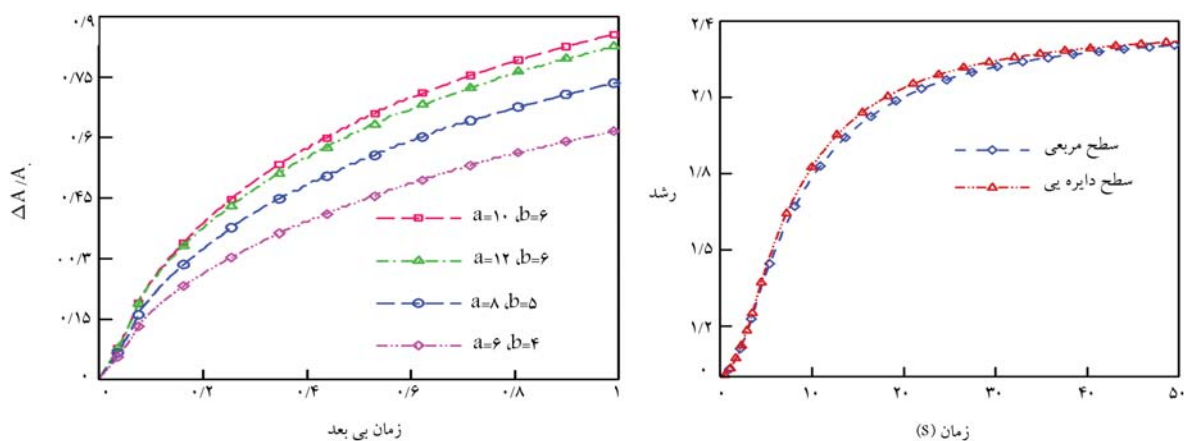 ΔA/A.
۰/۹
۰/۷۵
۰/۶
۰/۴۵
۰۰/۳
۰/۱۵
۰
۰ ۰/۲ ۰/۴ ۰/۶ ۰/۸ ۱
زمان بی بعد
a=۱۰ ،b=۶
a=۱۲ ،b=۶
a=۸ ،b=۵
a=۶ ،b=۴
رشد
۲/۴
۲/۱
۱/۸
۱/۵
۱/۲
۰
۰ ۱۰ ۲۰ ۳۰ ۴۰ ۵۰
زمان (s)
سطح مربعی
سطح دایره یی